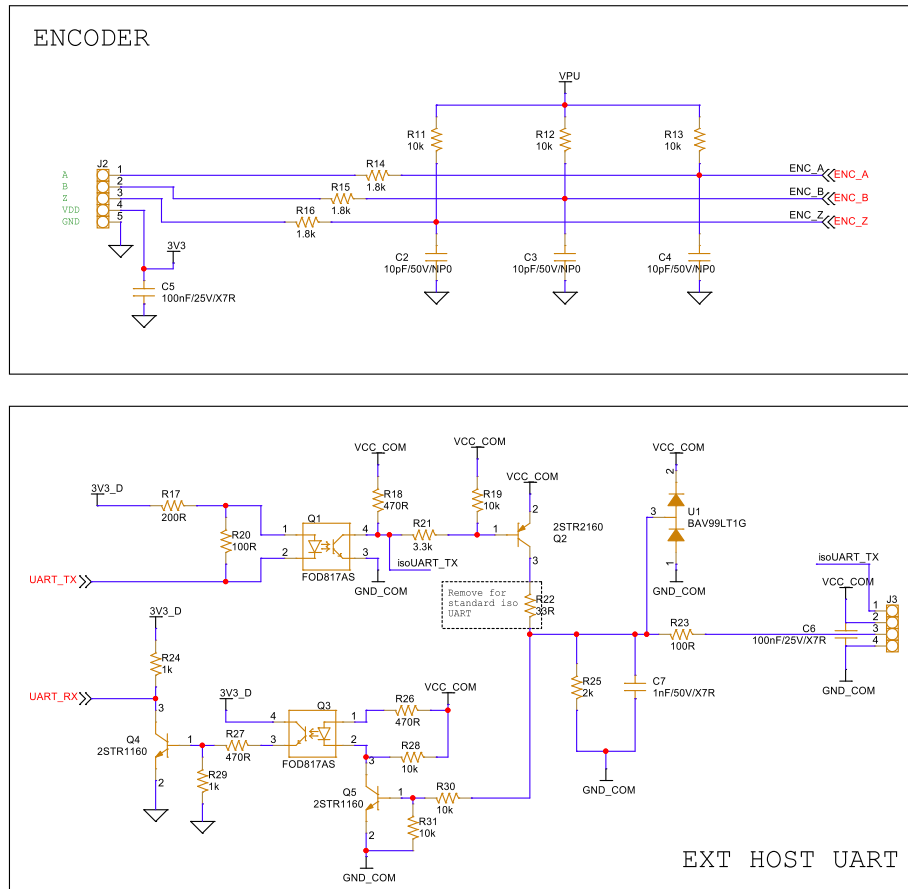 ENCODER
VPU
R11
10k
R12
10k
R13
10k
J2
A
1
R14
1.8k
ENC_A
ENC_A
B
2
R15
1.8k
ENC_B
ENC_B
Z
3
R16
1.8k
ENC_Z
ENC_Z
VDD
4
GND
5
3V3
C5
100nF/25V/X7R
C2
10pF/50V/NP0
C3
10pF/50V/NP0
C4
10pF/50V/NP0
VCC_COM
VCC_COM
VCC_COM
VCC_COM
3V3_D
R17
200R
R20
100R
Q1
1
2
4
3
FOD817AS
R18
470R
R21
3.3k
R19
10k
isoUART_TX
GND_COM
1
2
3
2STR2160
Q2
2
3
1
U1
BAV99LT1G
GND_COM
UART_TX
Remove for
standard iso
UART
R22
33R
isoUART_TX
VCC_COM
J3
1
2
3
4
C6
100nF/25V/X7R
GND_COM
R23
100R
3V3_D
R24
1k
UART_RX
3
Q4
2STR1160
1
2
3V3_D
R27
470R
R29
1k
Q3
4
3
1
2
FOD817AS
R26
470R
VCC_COM
R28
10k
3
Q5
2STR1160
1
2
R30
10k
R31
10k
GND_COM
R25
2k
C7
1nF/50V/X7R
GND_COM
EXT HOST UART